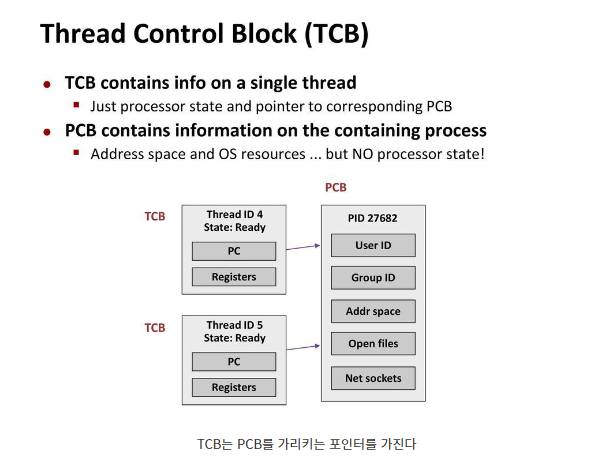 Thread Control Block (TCB)
TCB contains info on a single thread
Just processor state and pointer to corresponding PCB
PCB contains information on the containing process
Address space and OS resources ... but NO processor state!
PCB
TCB
Thread ID 4
State: Ready
PC
Registers
PID 27682
User ID
Group ID
Addr space
Open files
Net sockets
TCB
Thread ID 5
State: Ready
PC
Registers
TCB는 PCB를 가리키는 포인터를 가진다